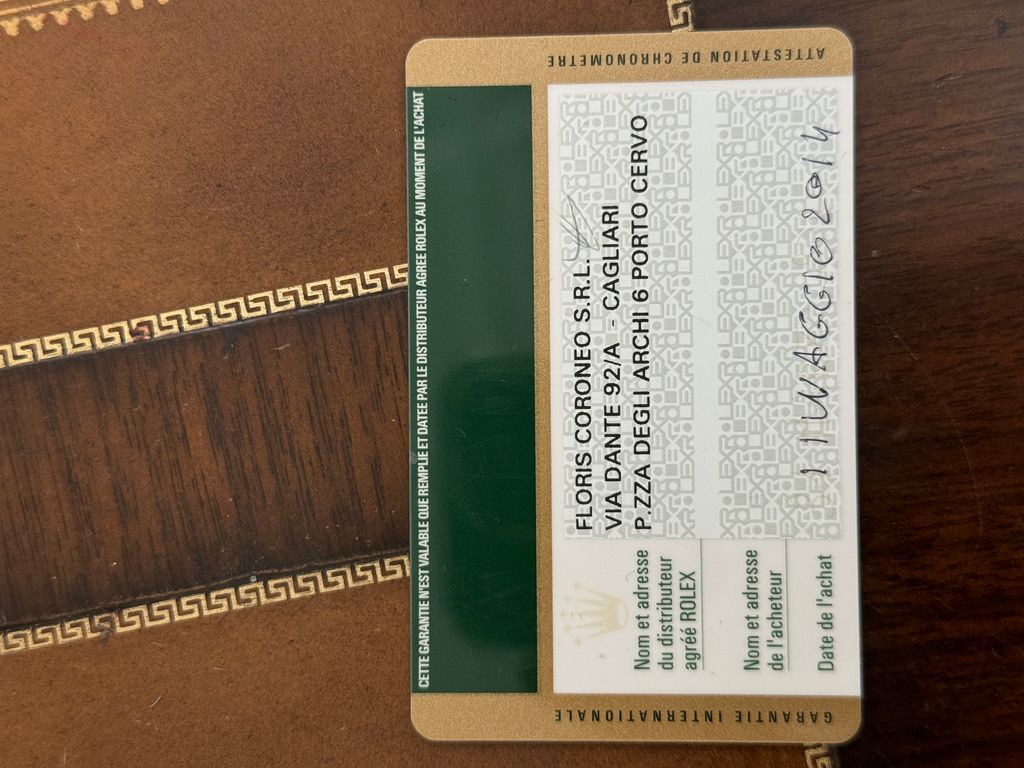 CETTE GARANTIE N'EST VALABLE QUE REMPLIE ET DATEE PAR LE DISTRIBUTEUR AGREE ROLEX AU MOMENT DE L'ACHAT
GARANTIE INTERNATIONALE
ATTESTATION DE CHRONOMETRE
Nom et adresse
du distributeur
agréé ROLEX
FLORIS CORONEO S.R.L.
VIA DANTE 92/A - CAGLIARI
P.ZZA DEGLI ARCHI 6 PORTO CERVO
Nom et adresse
de l'acheteur
Date de l'achat
11 MAGGIO 2014